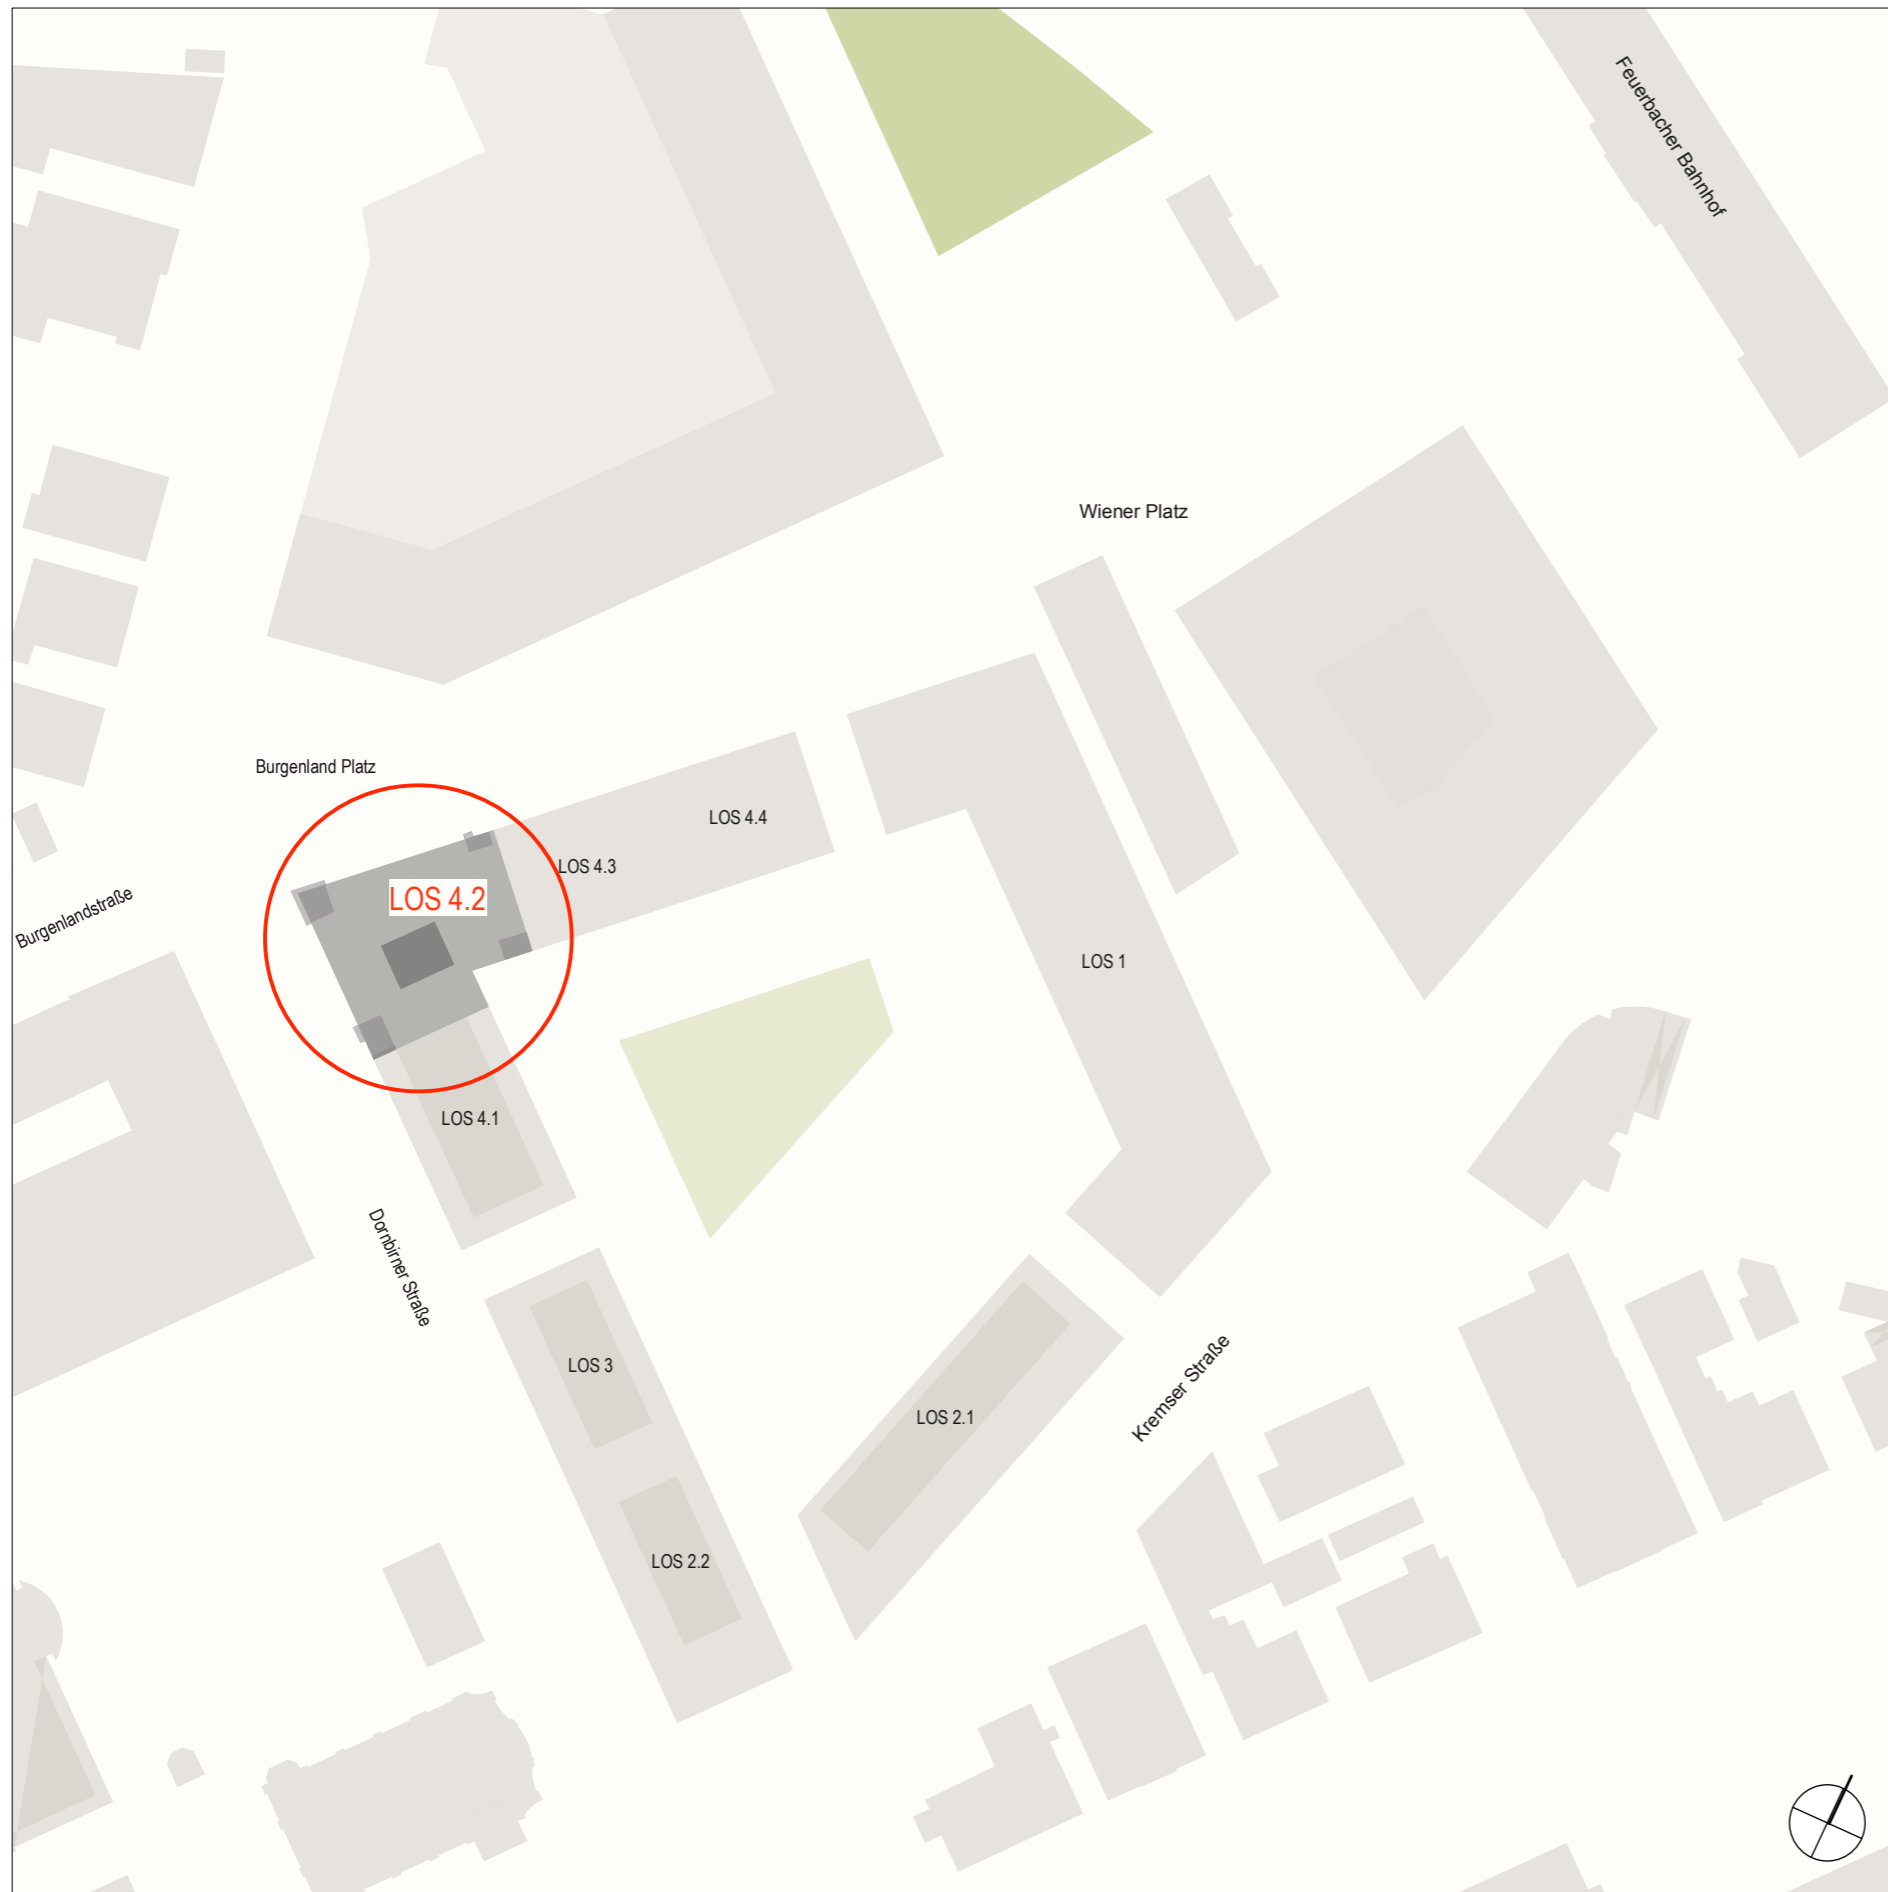 Feuerbacher Bahnhof
Wiener Platz
Burgenland Platz
LOS 4.4
LOS 4.3
LOS 4.2
Burgenlandstraße
LOS 1
LOS 4.1
Dornbirner Straße
LOS 3
LOS 2.1
Kremser Straße
LOS 2.2